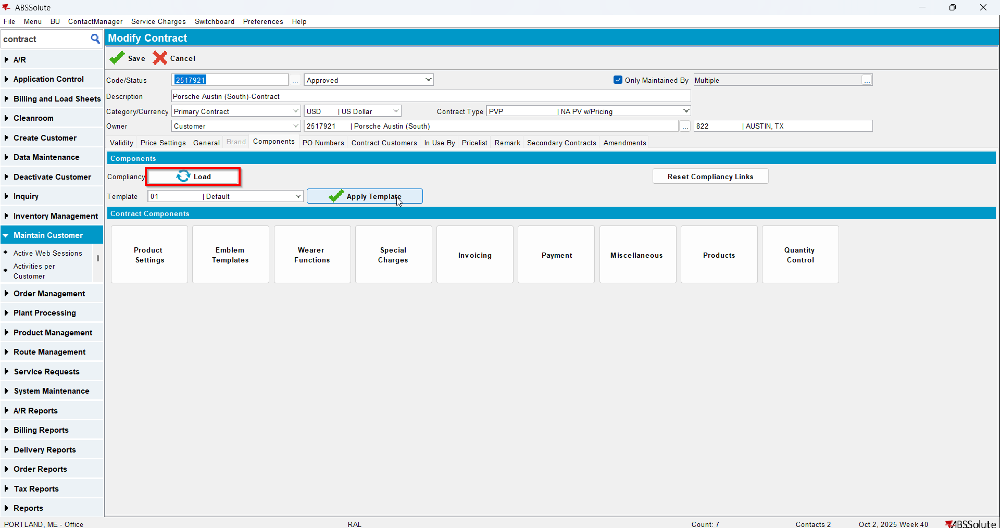 ABSSolute
File Menu BU ContactManager Service Charges Switchboard Preferences Help
contract
Modify Contract
Save Cancel
A/R
Application Control
Billing and Load Sheets
Cleanroom
Create Customer
Data Maintenance
Deactivate Customer
Inquiry
Inventory Management
Maintain Customer
Active Web Sessions
Activities per
Customer
Order Management
Plant Processing
Product Management
Route Management
Service Requests
System Maintenance
A/R Reports
Billing Reports
Delivery Reports
Order Reports
Tax Reports
Reports
Code/Status 2517921 ... Approved Only Maintained By Multiple ...
Description Porsche Austin (South)-Contract
Category/Currency Primary Contract USD | US Dollar Contract Type PVP | NA PV w/Pricing
Owner Customer 2517921 | Porsche Austin (South) ... 822 | AUSTIN, TX
Validity Price Settings General Brand Components PO Numbers Contract Customers In Use By Pricelist Remark Secondary Contracts Amendments
Components
Compliancy Load Reset Compliancy Links
Template 01 | Default Apply Template
Contract Components
Product
Settings
Emblem
Templates
Wearer
Functions
Special
Charges
Invoicing
Payment
Miscellaneous
Products
Quantity
Control
PORTLAND, ME - Office RAL Count: 7 Contacts 2 Oct 2, 2025 Week 40 ABSSolute